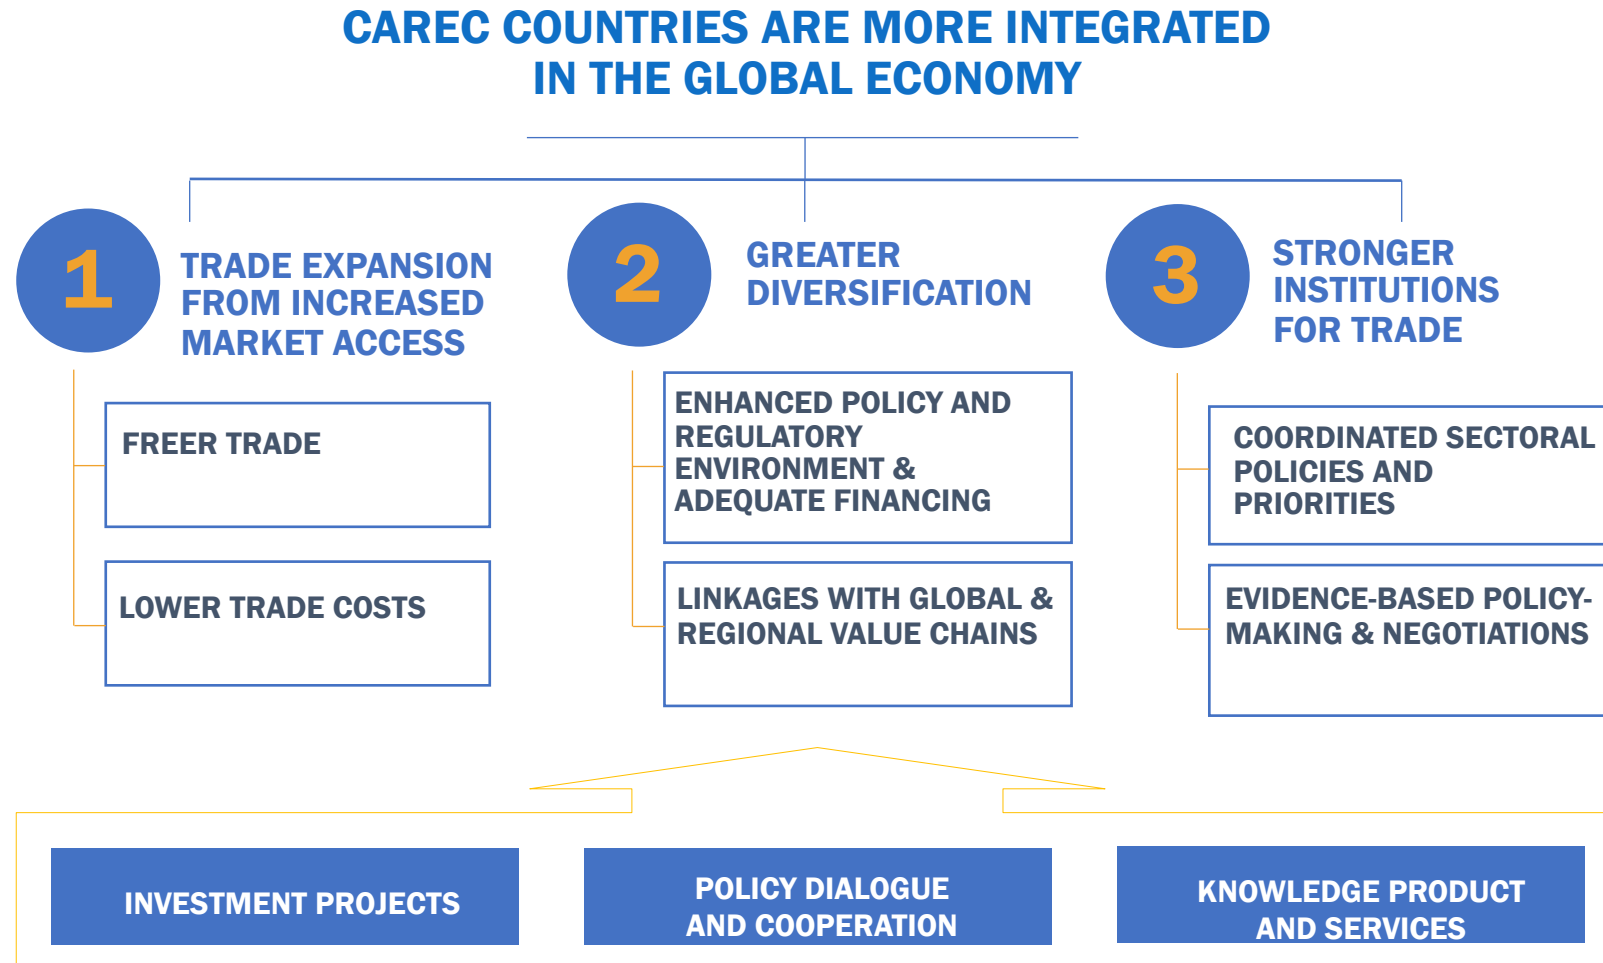 CAREC COUNTRIES ARE MORE INTEGRATED
IN THE GLOBAL ECONOMY
1
TRADE EXPANSION
FROM INCREASED
MARKET ACCESS
FREER TRADE
LOWER TRADE COSTS
2
GREATER
DIVERSIFICATION
ENHANCED POLICY AND
REGULATORY
ENVIRONMENT &
ADEQUATE FINANCING
LINKAGES WITH GLOBAL &
REGIONAL VALUE CHAINS
3
STRONGER
INSTITUTIONS
FOR TRADE
COORDINATED SECTORAL
POLICIES AND
PRIORITIES
EVIDENCE-BASED POLICY-
MAKING & NEGOTIATIONS
INVESTMENT PROJECTS
POLICY DIALOGUE
AND COOPERATION
KNOWLEDGE PRODUCT
AND SERVICES